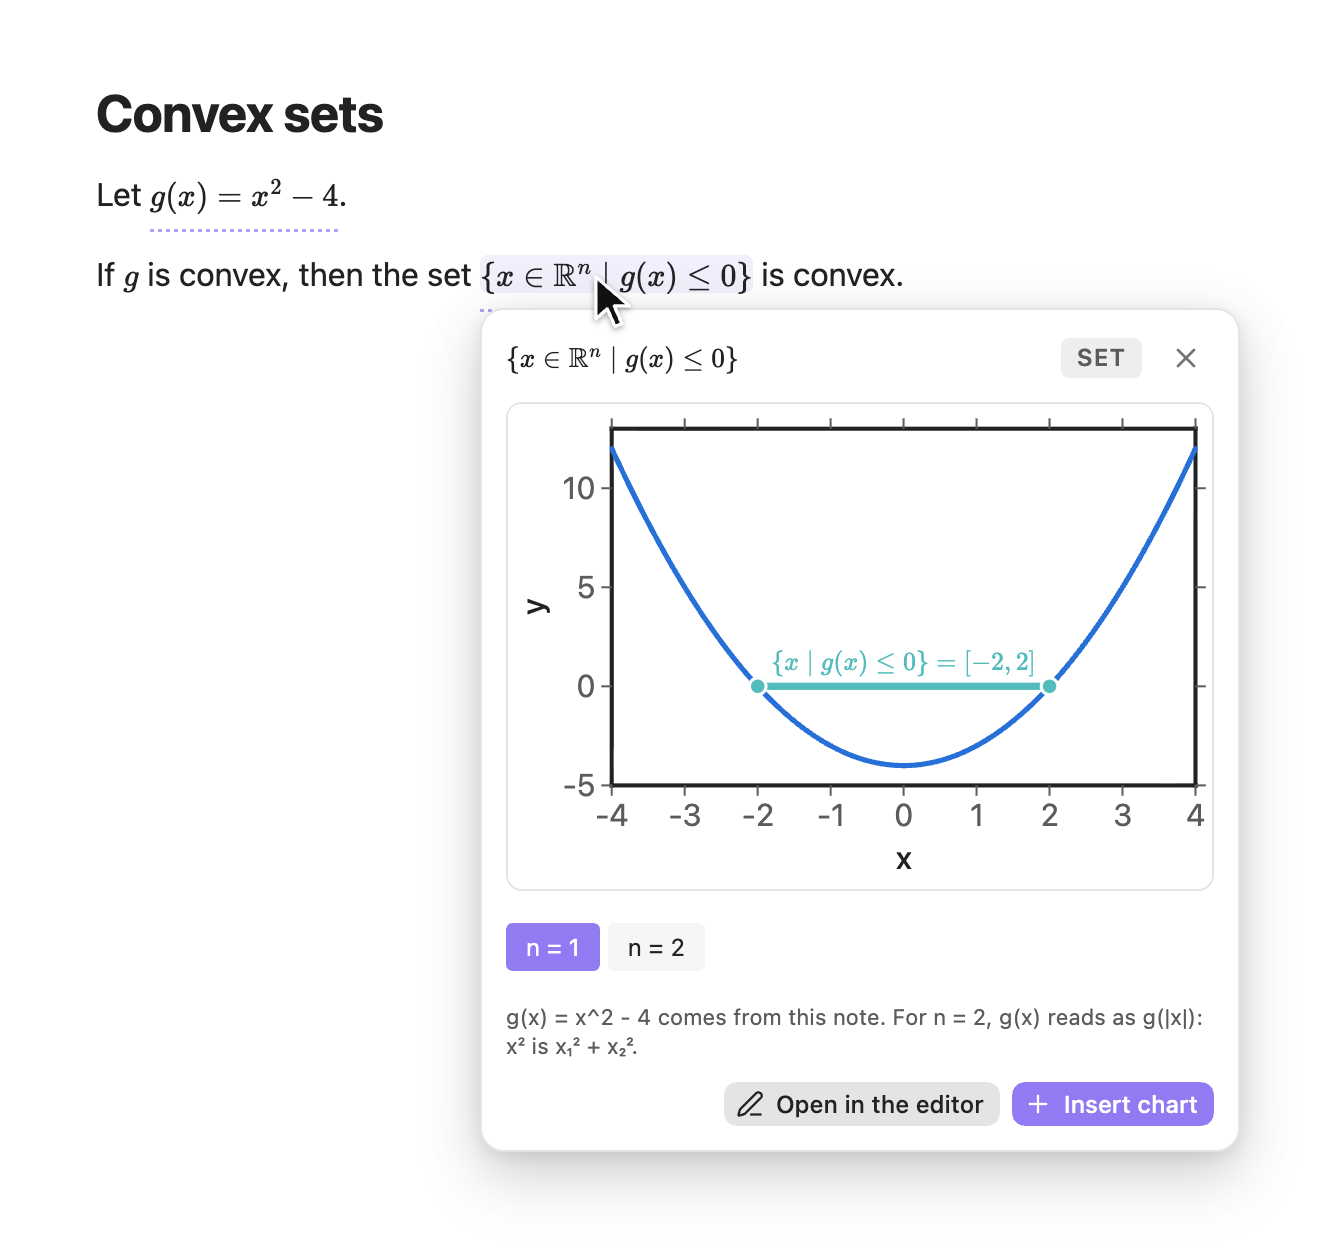 Convex sets
Let g(x) = x² − 4.
If g is convex, then the set {x ∈ ℝⁿ | g(x) ≤ 0} is convex.
{x ∈ ℝⁿ | g(x) ≤ 0}
SET
10
5
0
-5
y
{x | g(x) ≤ 0} = [−2, 2]
-4 -3 -2 -1 0 1 2 3 4
x
n = 1
n = 2
g(x) = x^2 - 4 comes from this note. For n = 2, g(x) reads as g(|x|):
x² is x₁² + x₂².
Open in the editor
+ Insert chart